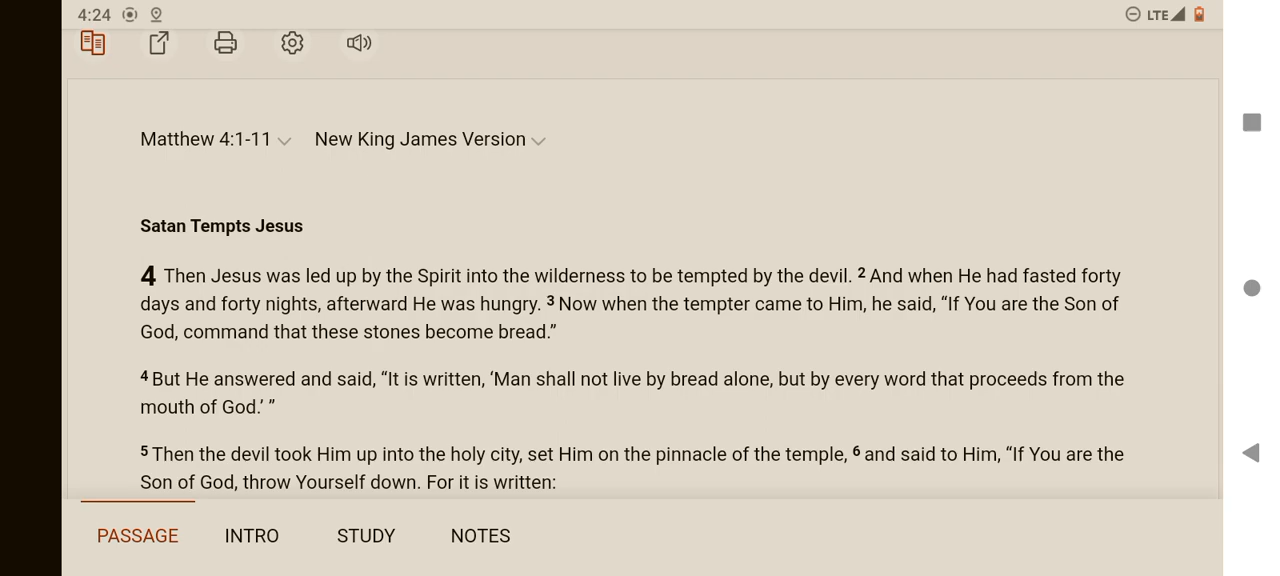 4:24 LTE
Matthew 4:1-11 New King James Version
Satan Tempts Jesus
4 Then Jesus was led up by the Spirit into the wilderness to be tempted by the devil. 2 And when He had fasted forty
days and forty nights, afterward He was hungry. 3 Now when the tempter came to Him, he said, “If You are the Son of
God, command that these stones become bread.”
4 But He answered and said, “It is written, ‘Man shall not live by bread alone, but by every word that proceeds from the
mouth of God.’ ”
5 Then the devil took Him up into the holy city, set Him on the pinnacle of the temple, 6 and said to Him, “If You are the
Son of God, throw Yourself down. For it is written:
PASSAGE INTRO STUDY NOTES